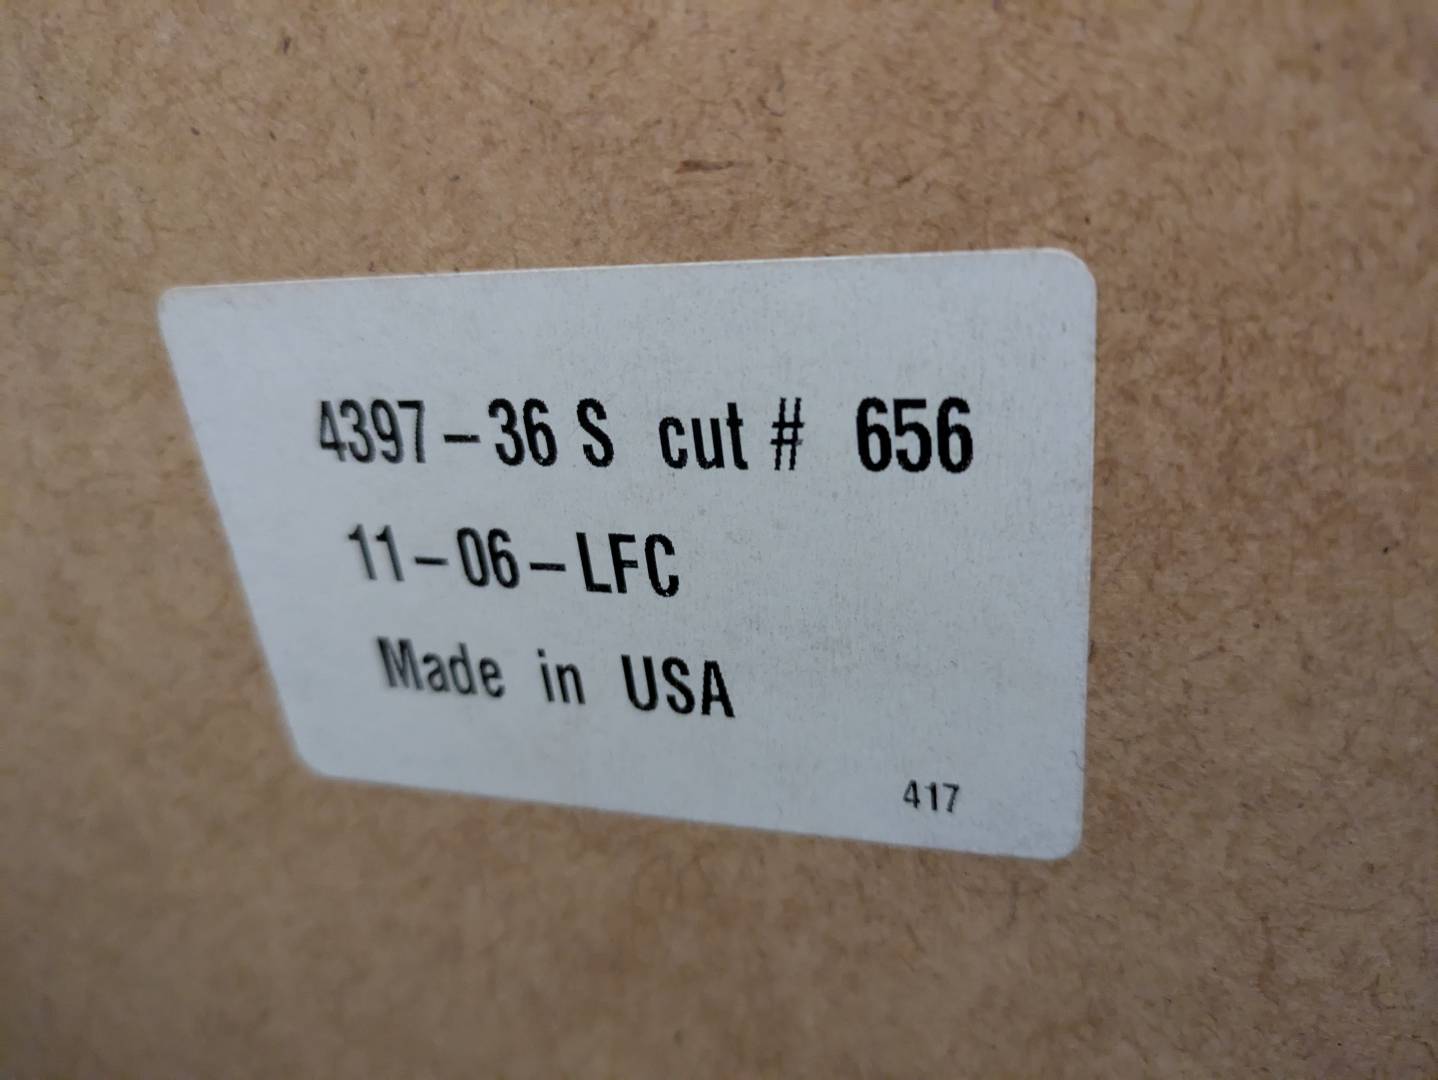 4397-36 S cut # 656
11-06-LFC
Made in USA
417